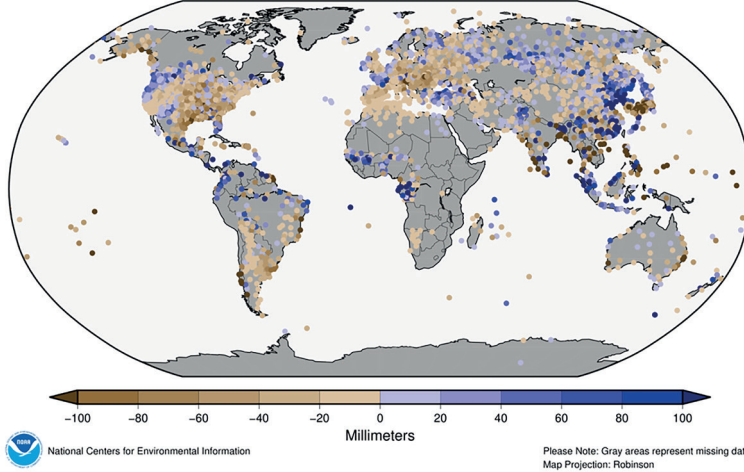 −100 −80 −60 −40 −20 0 20 40 60 80 100
Millimeters
NOAA
National Centers for Environmental Information
Please Note: Gray areas represent missing dat
Map Projection: Robinson